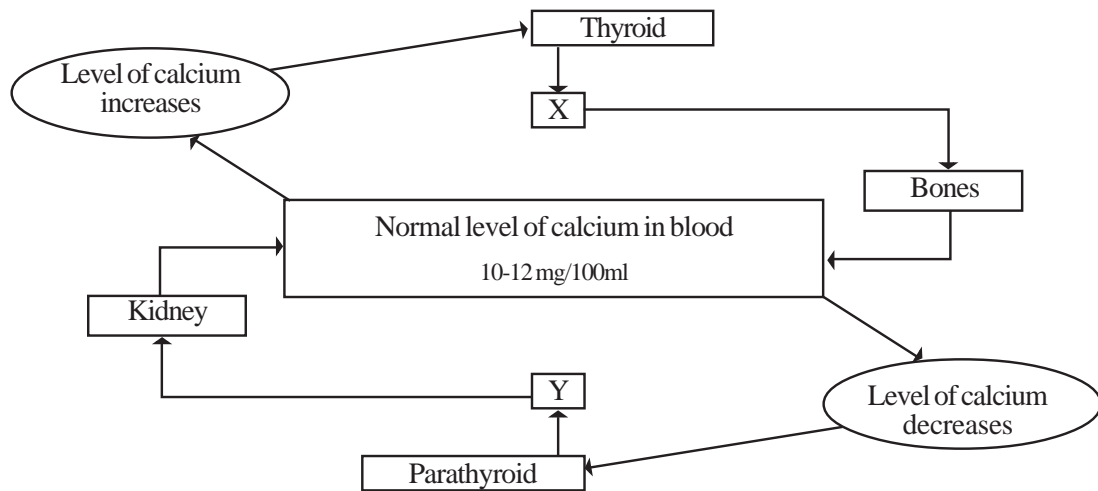 Thyroid
Level of calcium
increases
X
Bones
Normal level of calcium in blood
10-12 mg/100ml
Kidney
Y
Level of calcium
decreases
Parathyroid